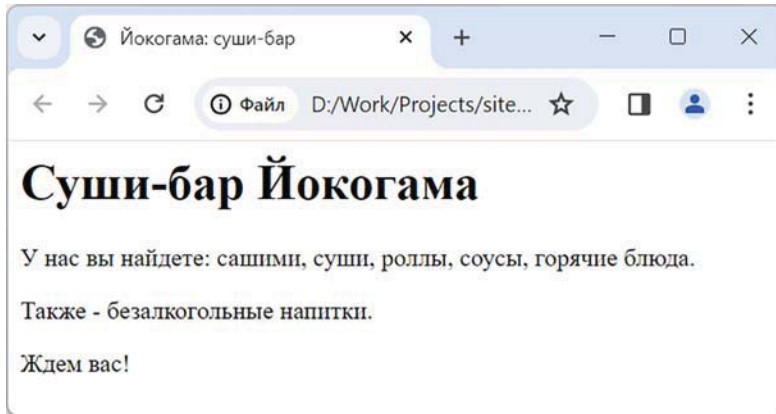 Йокогама: суши-бар
Файл D:/Work/Projects/site...
Суши-бар Йокогама
У нас вы найдете: сашими, суши, роллы, соусы, горячие блюда.
Также - безалкогольные напитки.
Ждем вас!